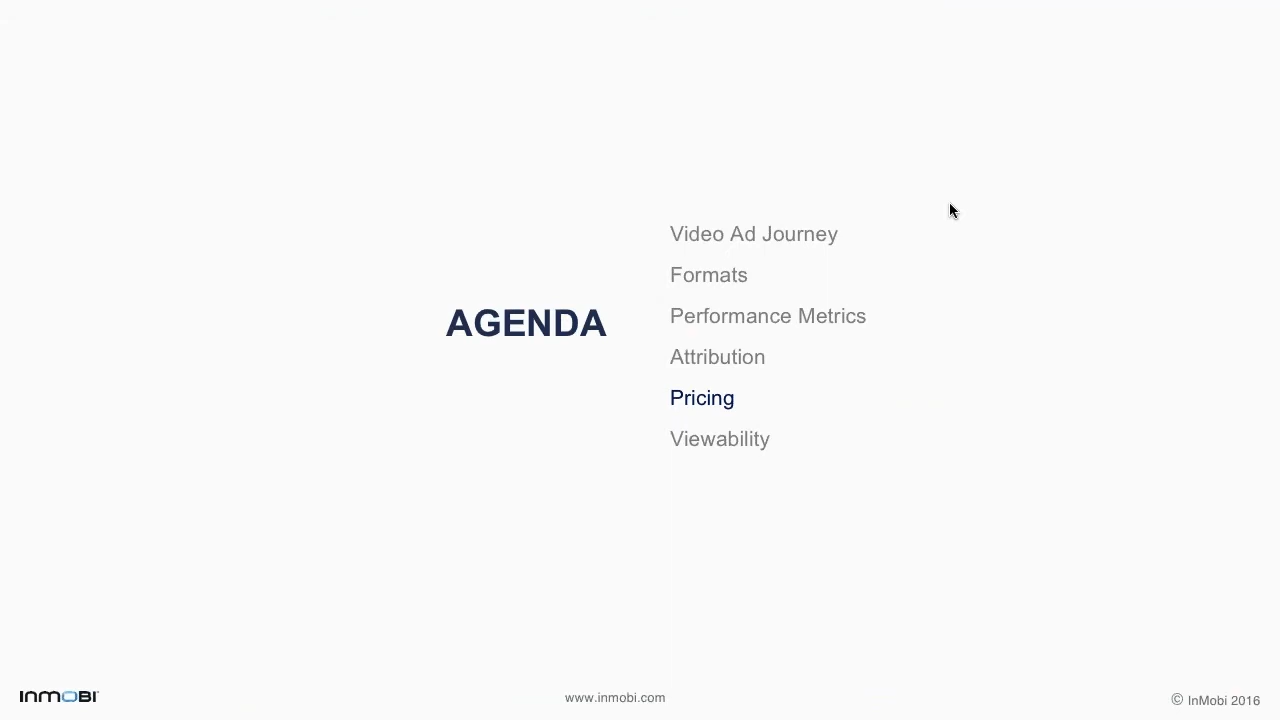 AGENDA
Video Ad Journey
Formats
Performance Metrics
Attribution
Pricing
Viewability
INMOBI
www.inmobi.com
© InMobi 2016